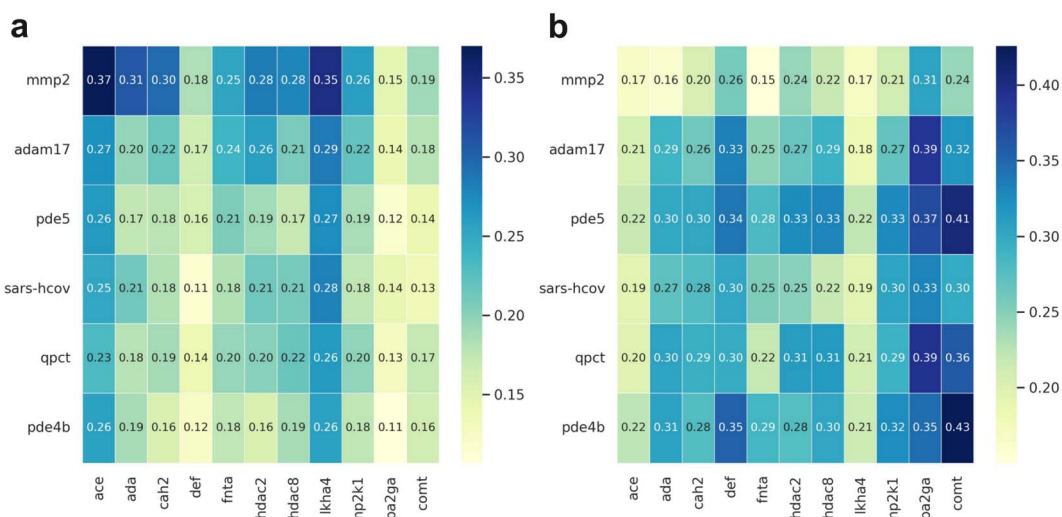 a
mmp2 0.37 0.31 0.30 0.18 0.25 0.28 0.28 0.35 0.26 0.15 0.19
adam17 0.27 0.20 0.22 0.17 0.24 0.26 0.21 0.29 0.22 0.14 0.18
pde5 0.26 0.17 0.18 0.16 0.21 0.19 0.17 0.27 0.19 0.12 0.14
sars-hcov 0.25 0.21 0.18 0.11 0.18 0.21 0.21 0.28 0.18 0.14 0.13
qpct 0.23 0.18 0.19 0.14 0.20 0.20 0.22 0.26 0.20 0.13 0.17
pde4b 0.26 0.19 0.16 0.12 0.18 0.16 0.19 0.26 0.18 0.11 0.16
ace ada cah2 def fnta hdac2 hdac8 lkha4 comt
0.35
0.30
0.25
0.20
0.15
b
mmp2 0.17 0.16 0.20 0.26 0.15 0.24 0.22 0.17 0.21 0.31 0.24
adam17 0.21 0.29 0.26 0.33 0.25 0.27 0.29 0.18 0.27 0.39 0.32
pde5 0.22 0.30 0.30 0.34 0.28 0.33 0.33 0.22 0.33 0.37 0.41
sars-hcov 0.19 0.27 0.28 0.30 0.25 0.25 0.22 0.19 0.30 0.33 0.30
qpct 0.20 0.30 0.29 0.30 0.22 0.31 0.31 0.21 0.29 0.39 0.36
pde4b 0.22 0.31 0.28 0.35 0.29 0.28 0.30 0.21 0.32 0.35 0.43
ace ada cah2 def fnta hdac2 hdac8 lkha4 comt
0.40
0.35
0.30
0.25
0.20